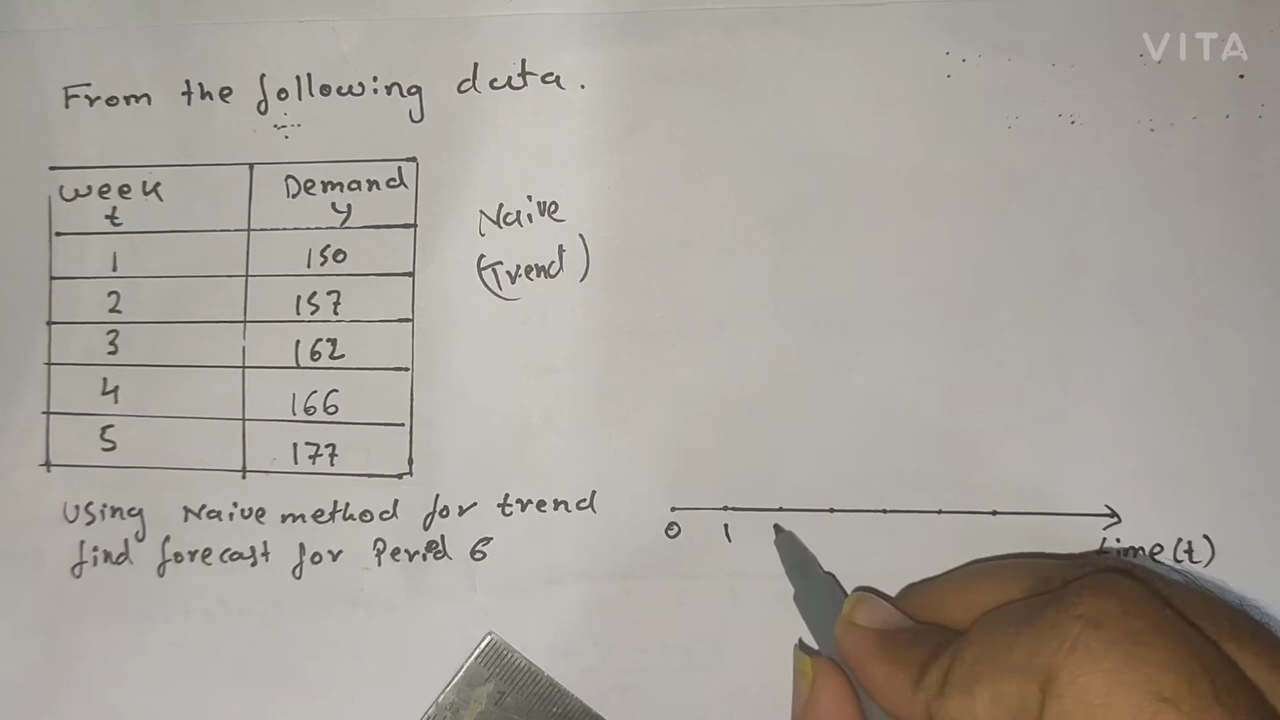 VITA
From the following data.
Week t Demand y
1 150
2 157
3 162
4 166
5 177
Naive
(Trend)
Using Naive method for trend
find forecast for Period 6
0 1
time (t)